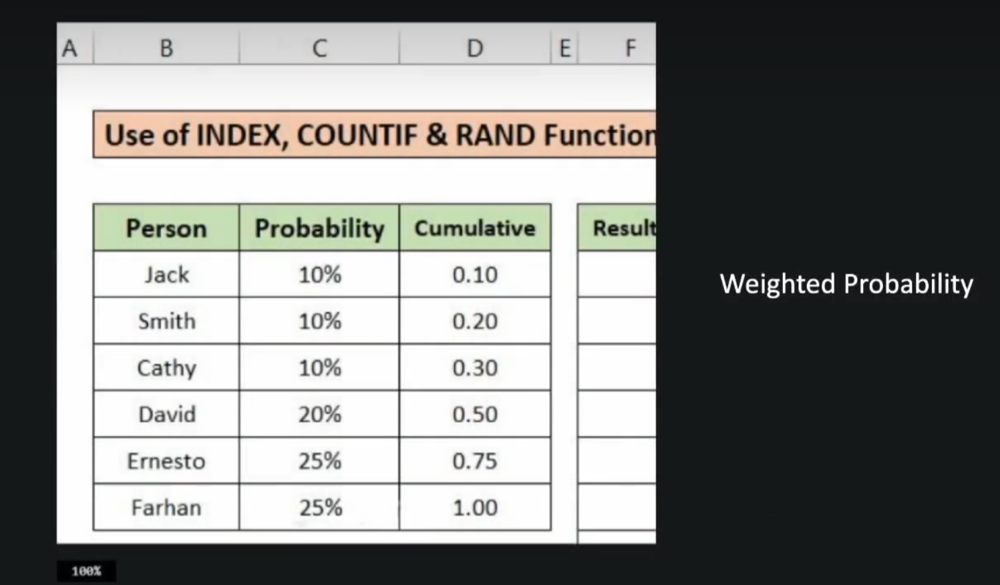 A B C D E F
Use of INDEX, COUNTIF & RAND Function
Person Probability Cumulative Result
Jack 10% 0.10
Smith 10% 0.20
Cathy 10% 0.30
Weighted Probability
David 20% 0.50
Ernesto 25% 0.75
Farhan 25% 1.00
100%